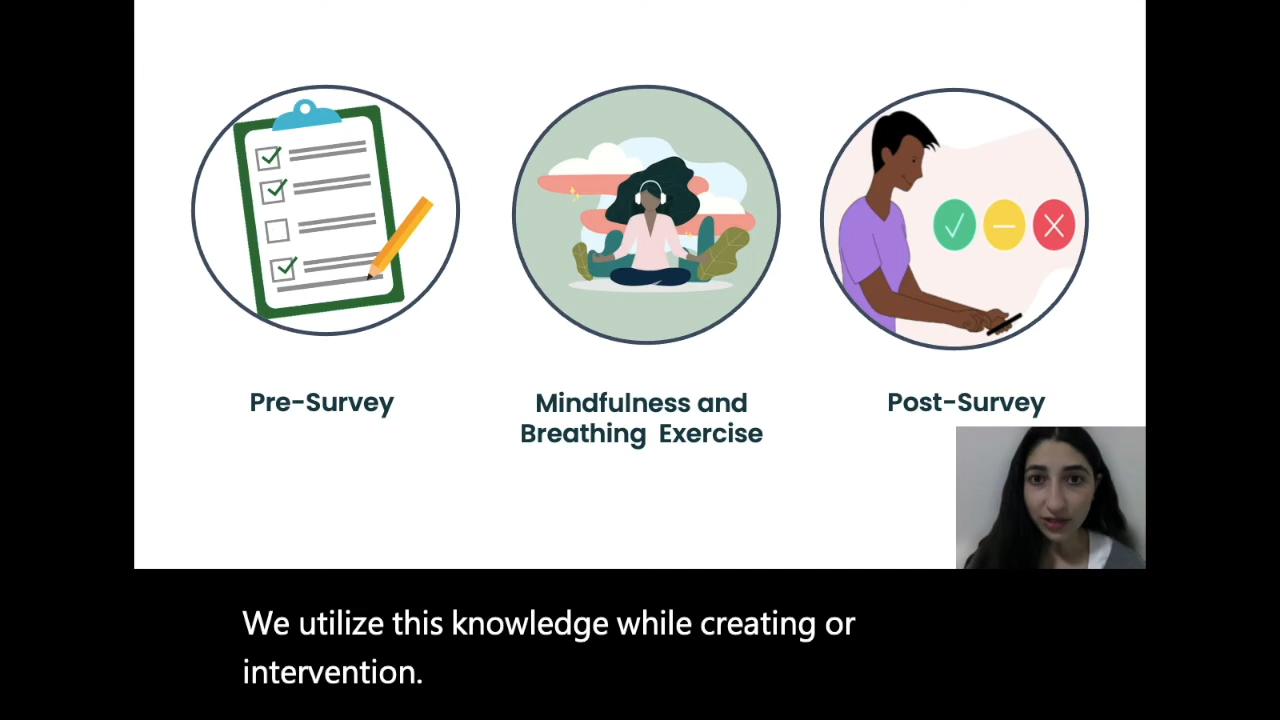 Pre-Survey
Mindfulness and
Breathing Exercise
Post-Survey
We utilize this knowledge while creating or
intervention.